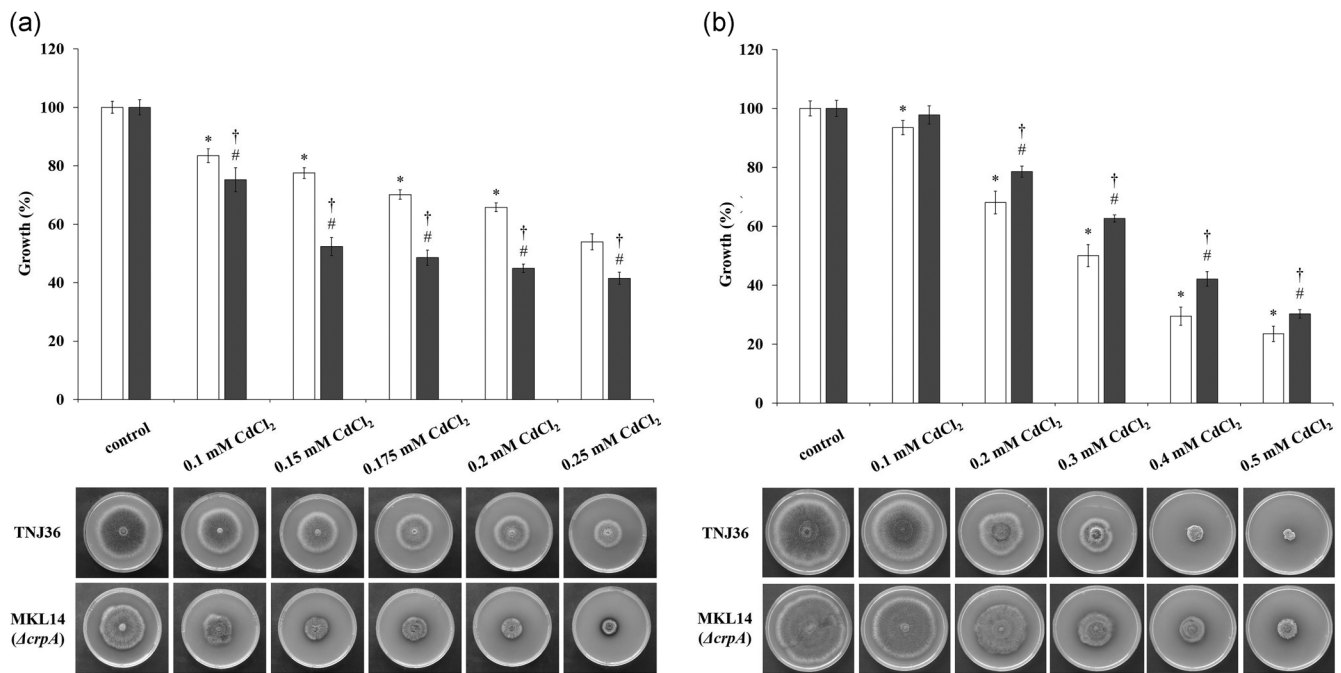 (a)
120
100
80
60
40
20
0
Growth (%)
*
†
#
*
†
#
*
†
#
*
†
#
†
#
control
0.1 mM CdCl₂
0.15 mM CdCl₂
0.175 mM CdCl₂
0.2 mM CdCl₂
0.25 mM CdCl₂
TNJ36
MKL14
(ΔcrpA)
(b)
120
100
80
60
40
20
0
Growth (%)
*
*
†
#
*
†
#
*
†
#
*
†
#
control
0.1 mM CdCl₂
0.2 mM CdCl₂
0.3 mM CdCl₂
0.4 mM CdCl₂
0.5 mM CdCl₂
TNJ36
MKL14
(ΔcrpA)